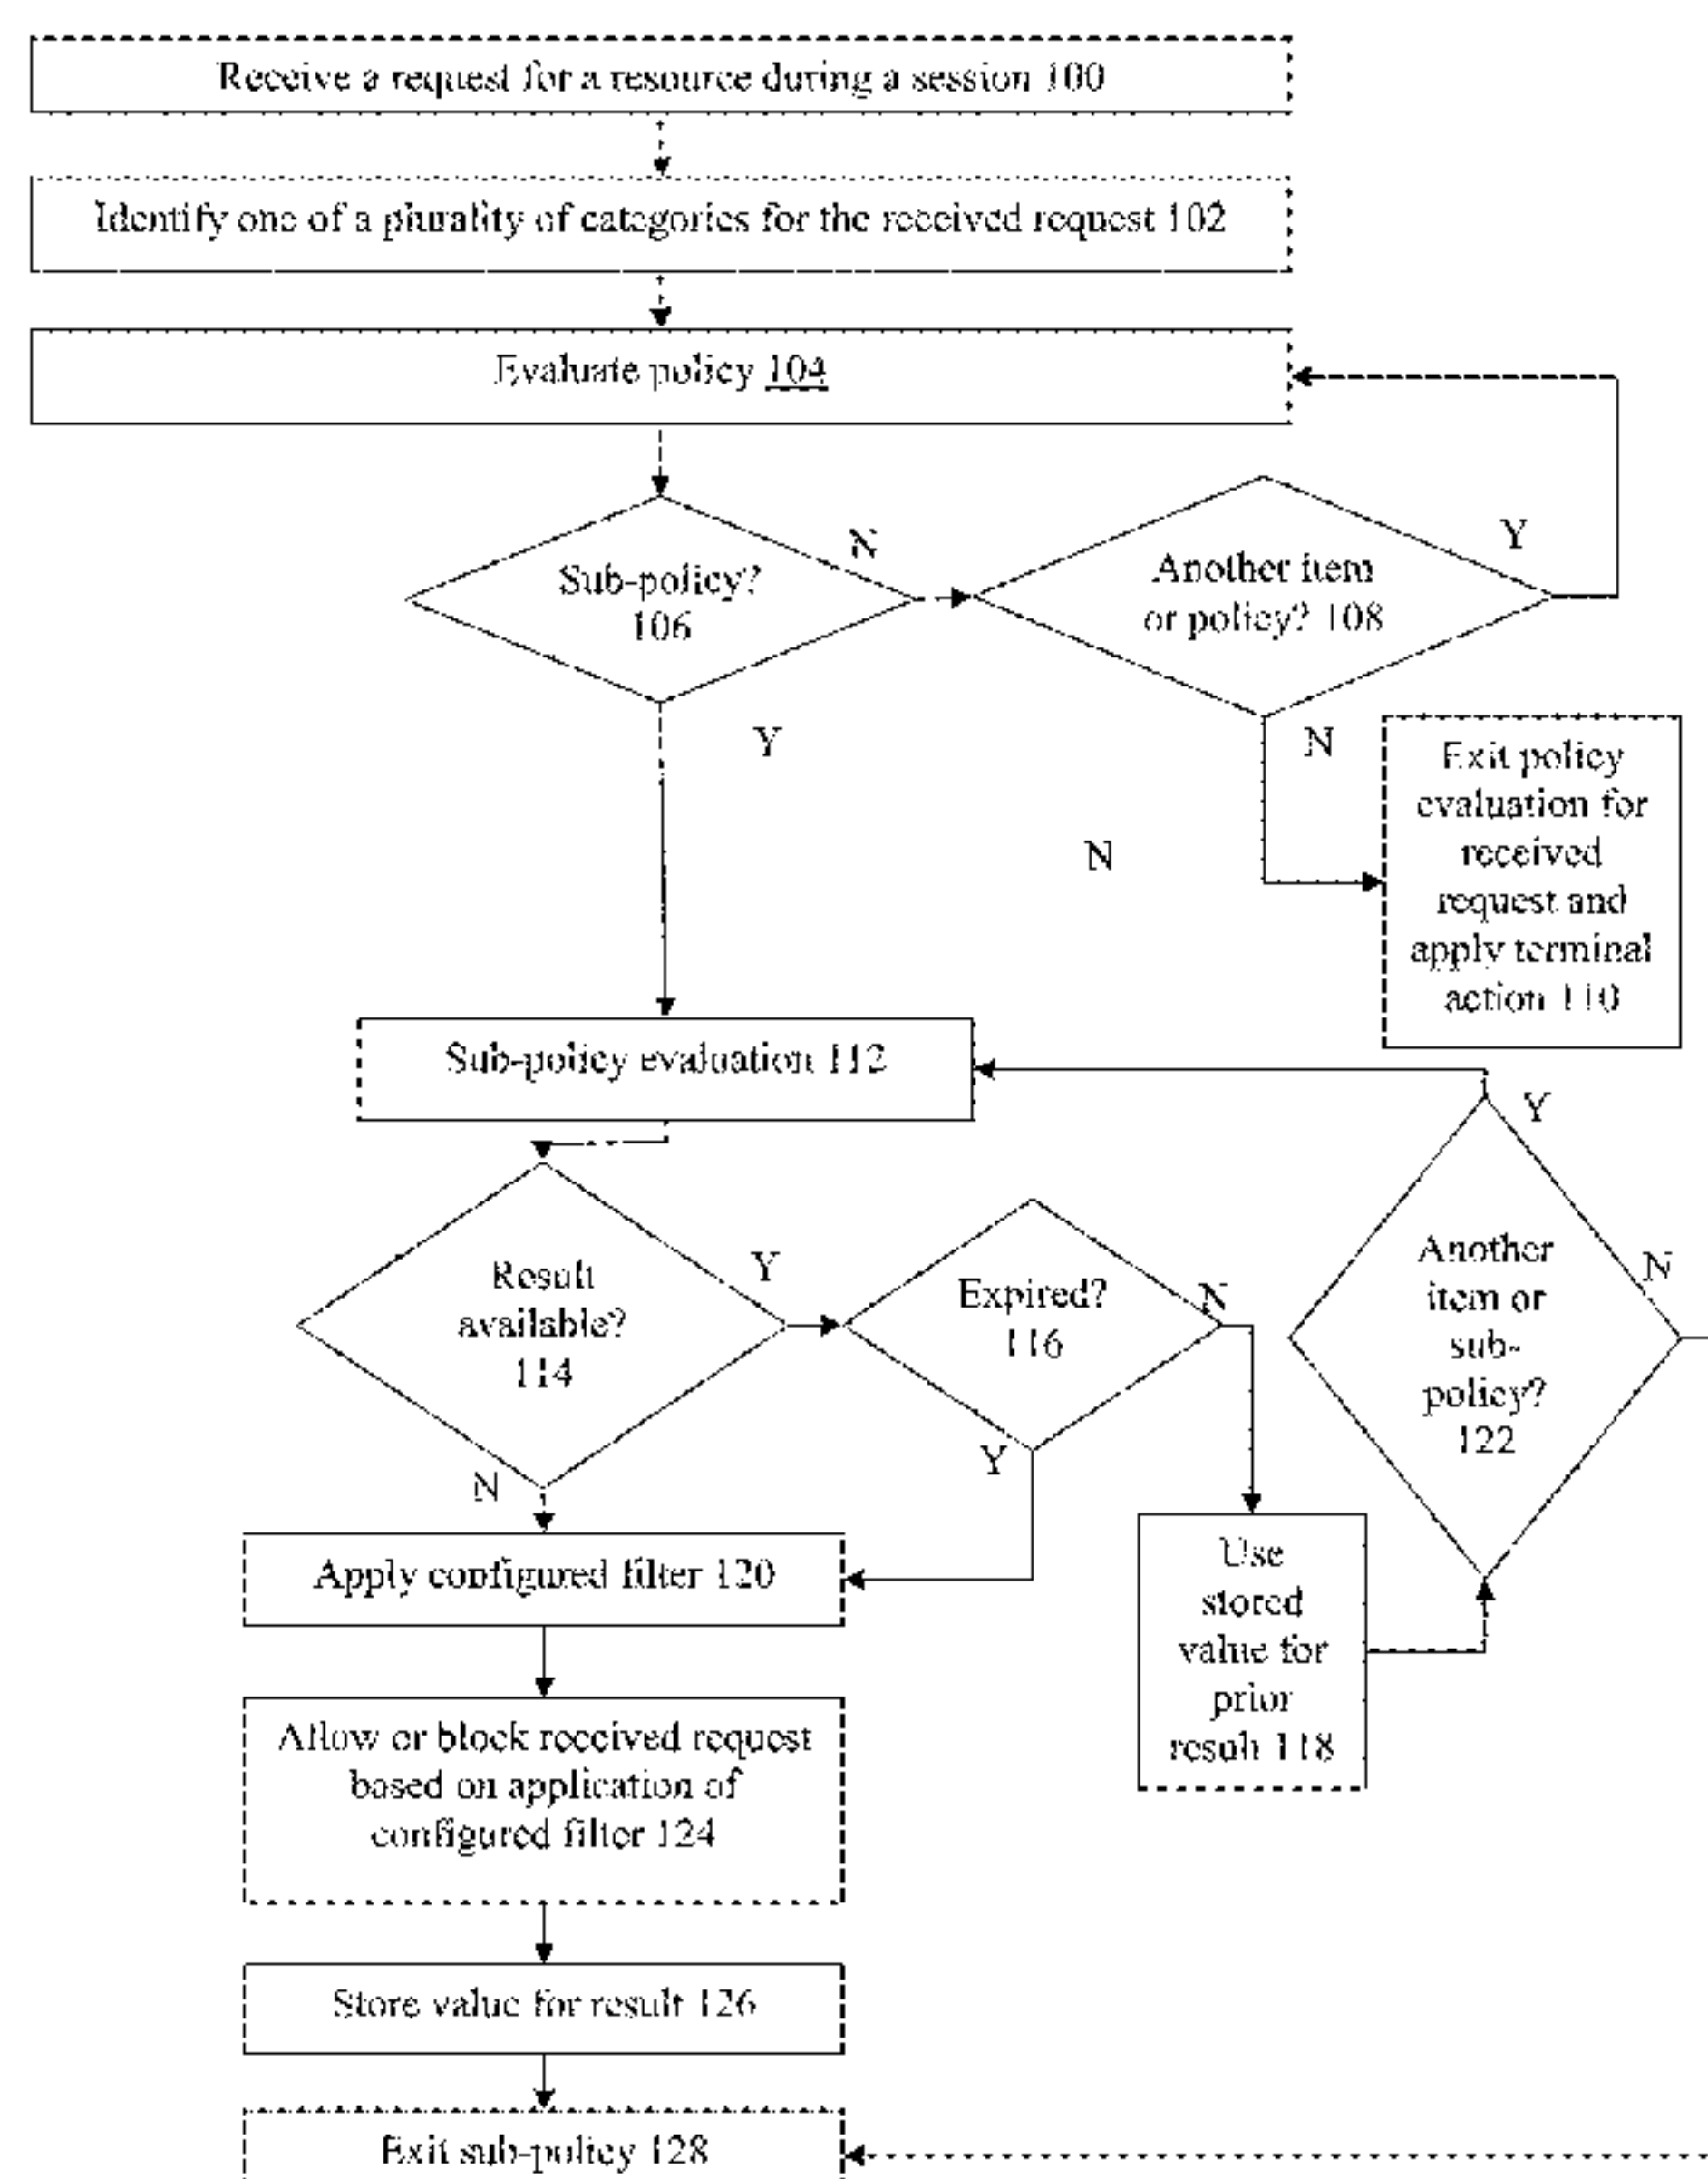 Receive a request for a resource during a session 100
Identify one of a plurality of categories for the received request 102
Evaluate policy 104
Sub-policy?
106
N
Another item
or policy? 108
Y
Y
N
N
Exit policy
evaluation for
received
request and
apply terminal
action 110
Sub-policy evaluation 112
Result
available?
114
Y
N
Expired?
116
N
Y
Another
item or
sub-
policy?
122
Y
N
Apply configured filter 120
Use
stored
value for
prior
result 118
Allow or block received request
based on application of
configured filter 124
Store value for result 126
Exit sub-policy 128